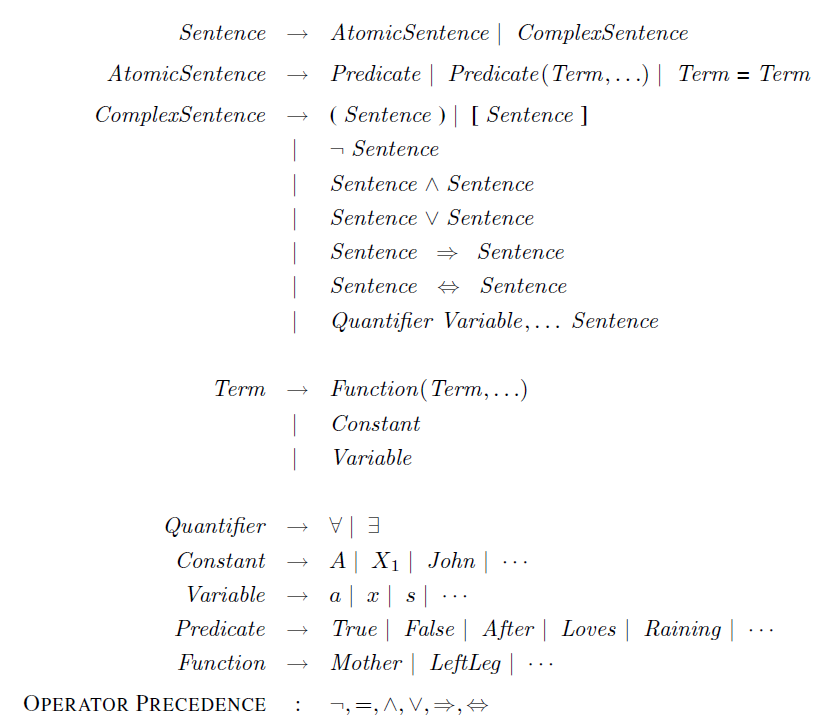 Sentence → AtomicSentence | ComplexSentence
AtomicSentence → Predicate | Predicate(Term,...) | Term = Term
ComplexSentence → ( Sentence ) | [ Sentence ]
| ¬ Sentence
| Sentence ∧ Sentence
| Sentence ∨ Sentence
| Sentence ⇒ Sentence
| Sentence ⇔ Sentence
| Quantifier Variable,... Sentence
Term → Function(Term,...)
| Constant
| Variable
Quantifier → ∀ | ∃
Constant → A | X₁ | John | ⋯
Variable → a | x | s | ⋯
Predicate → True | False | After | Loves | Raining | ⋯
Function → Mother | LeftLeg | ⋯
OPERATOR PRECEDENCE : ¬, =, ∧, ∨, ⇒, ⇔